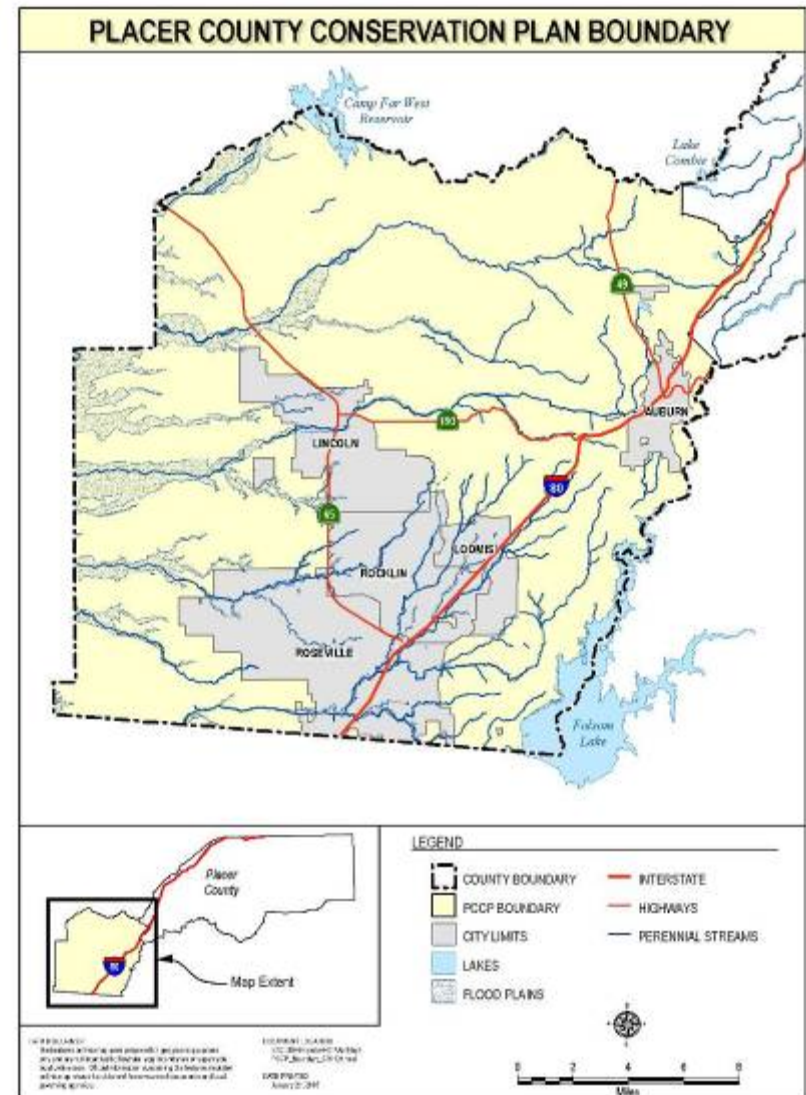 PLACER COUNTY CONSERVATION PLAN BOUNDARY
Camp Far West
Reservoir
Lake
Combie
49
AUBURN
193
LINCOLN
80
65
LOOMIS
ROCKLIN
ROSEVILLE
Folsom
Lake
Placer
County
80
Map Extent
LEGEND
COUNTY BOUNDARY
PCCP BOUNDARY
CITY LIMITS
LAKES
FLOOD PLAINS
INTERSTATE
HIGHWAYS
PERENNIAL STREAMS
0 2 4 6 8
Miles